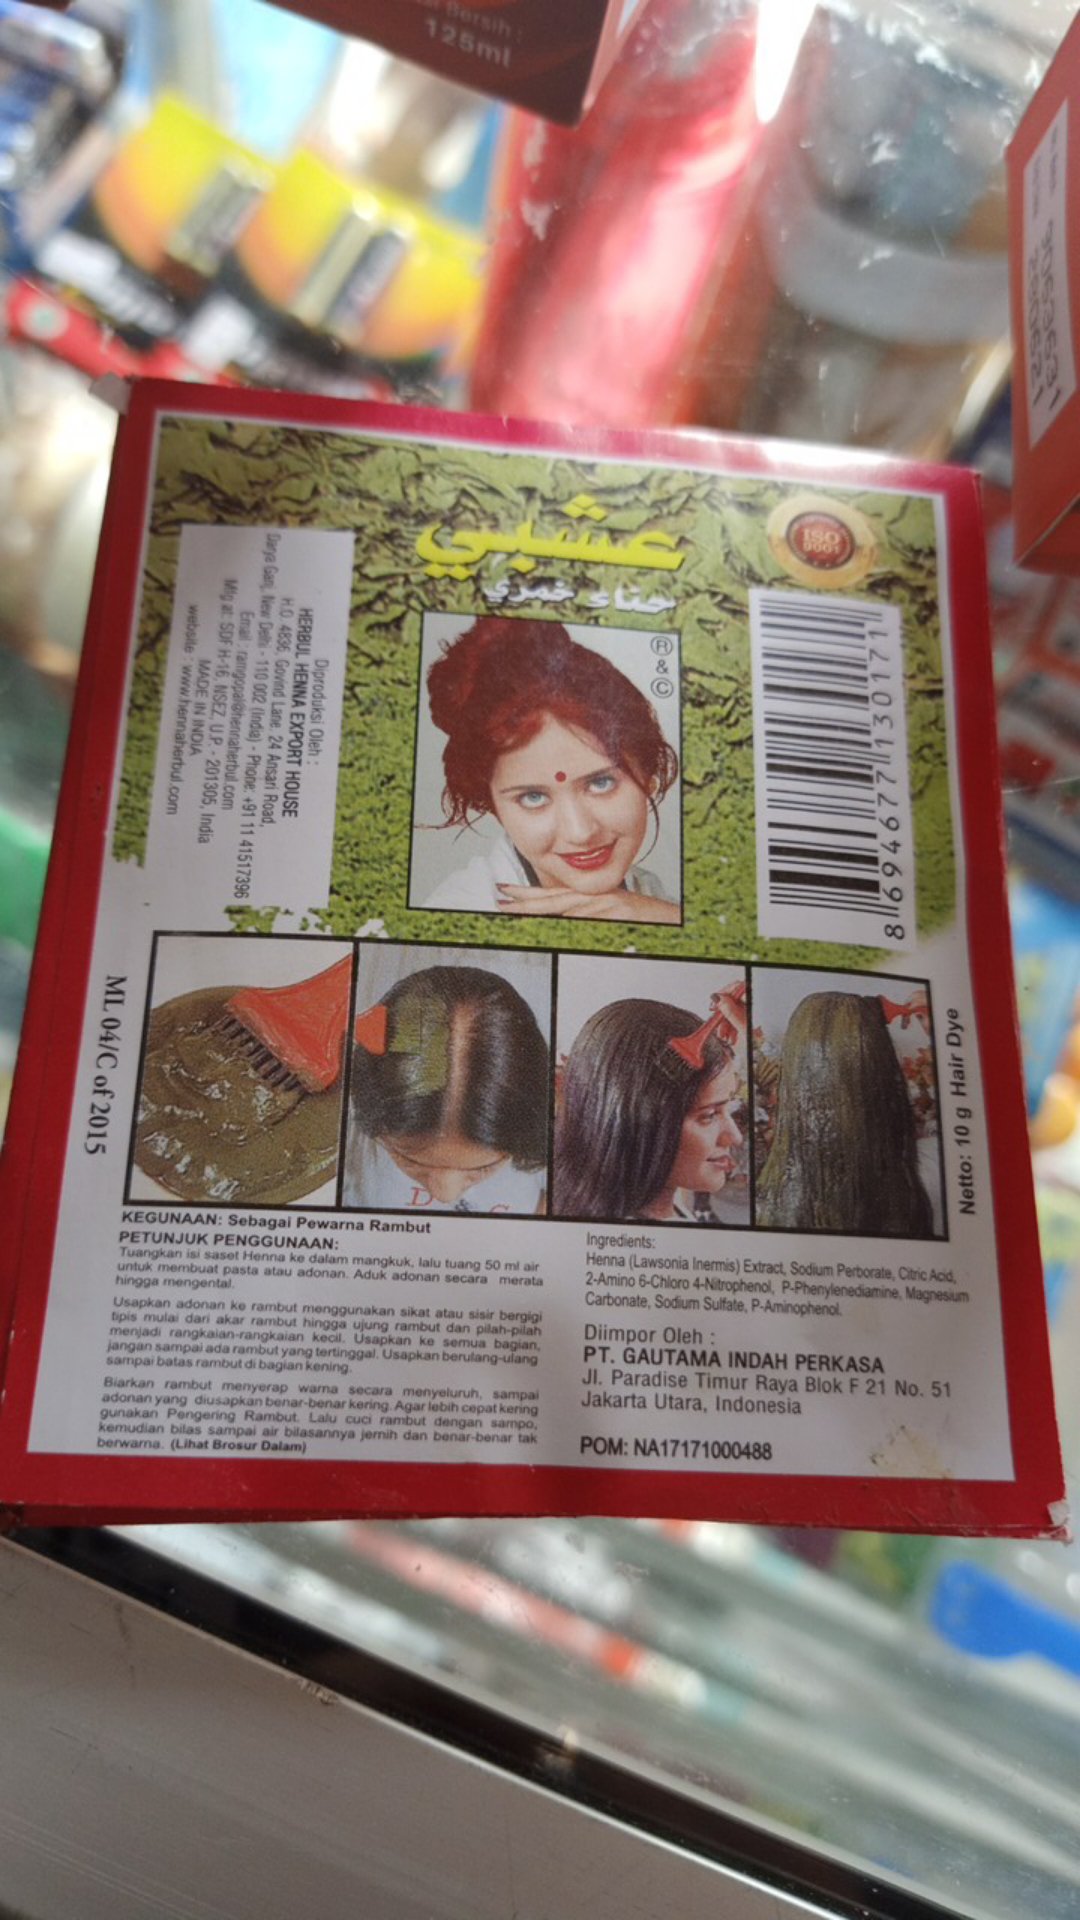 Bersih :
125ml
عشبي
حناء خمري
ISO
9001
® & ©
8 699477 130171
Diproduksi Oleh :
HERBUL HENNA EXPORT HOUSE
H.O. 4836, Govind Lane, 24 Ansari Road,
Darya Ganj, New Delhi - 110 002 (India) - Phone: +91 11 41517396
Email : ramgopal@hennaherbul.com
Mfg at: SDF H-16, NSEZ, U.P. - 201305, India
MADE IN INDIA
website : www.hennaherbul.com
ML 04/C of 2015
D & G
Netto: 10 g Hair Dye
KEGUNAAN: Sebagai Pewarna Rambut
PETUNJUK PENGGUNAAN:
Tuangkan isi saset Henna ke dalam mangkuk, lalu tuang 50 ml air
untuk membuat pasta atau adonan. Aduk adonan secara merata
hingga mengental.
Usapkan adonan ke rambut menggunakan sikat atau sisir bergigi
tipis mulai dari akar rambut hingga ujung rambut dan pilah-pilah
menjadi rangkaian-rangkaian kecil. Usapkan ke semua bagian,
jangan sampai ada rambut yang tertinggal. Usapkan berulang-ulang
sampai batas rambut di bagian kening.
Biarkan rambut menyerap warna secara menyeluruh, sampai
adonan yang diusapkan benar-benar kering. Agar lebih cepat kering
gunakan Pengering Rambut. Lalu cuci rambut dengan sampo,
kemudian bilas sampai air bilasannya jernih dan benar-benar tak
berwarna. (Lihat Brosur Dalam)
Ingredients:
Henna (Lawsonia Inermis) Extract, Sodium Perborate, Citric Acid,
2-Amino 6-Chloro 4-Nitrophenol, P-Phenylenediamine, Magnesium
Carbonate, Sodium Sulfate, P-Aminophenol.
Diimpor Oleh :
PT. GAUTAMA INDAH PERKASA
Jl. Paradise Timur Raya Blok F 21 No. 51
Jakarta Utara, Indonesia
POM: NA17171000488